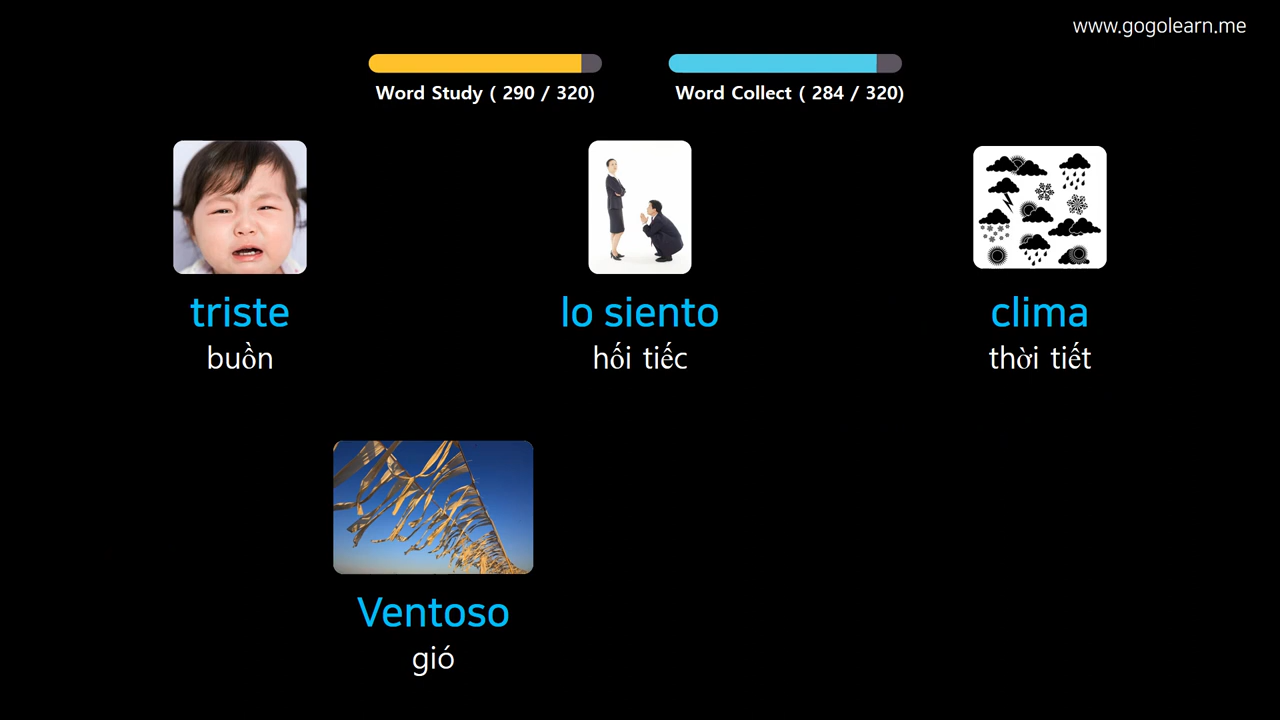 www.gogolearn.me
Word Study ( 290 / 320)
Word Collect ( 284 / 320)
triste
lo siento
clima
buồn
hối tiếc
thời tiết
Ventoso
gió